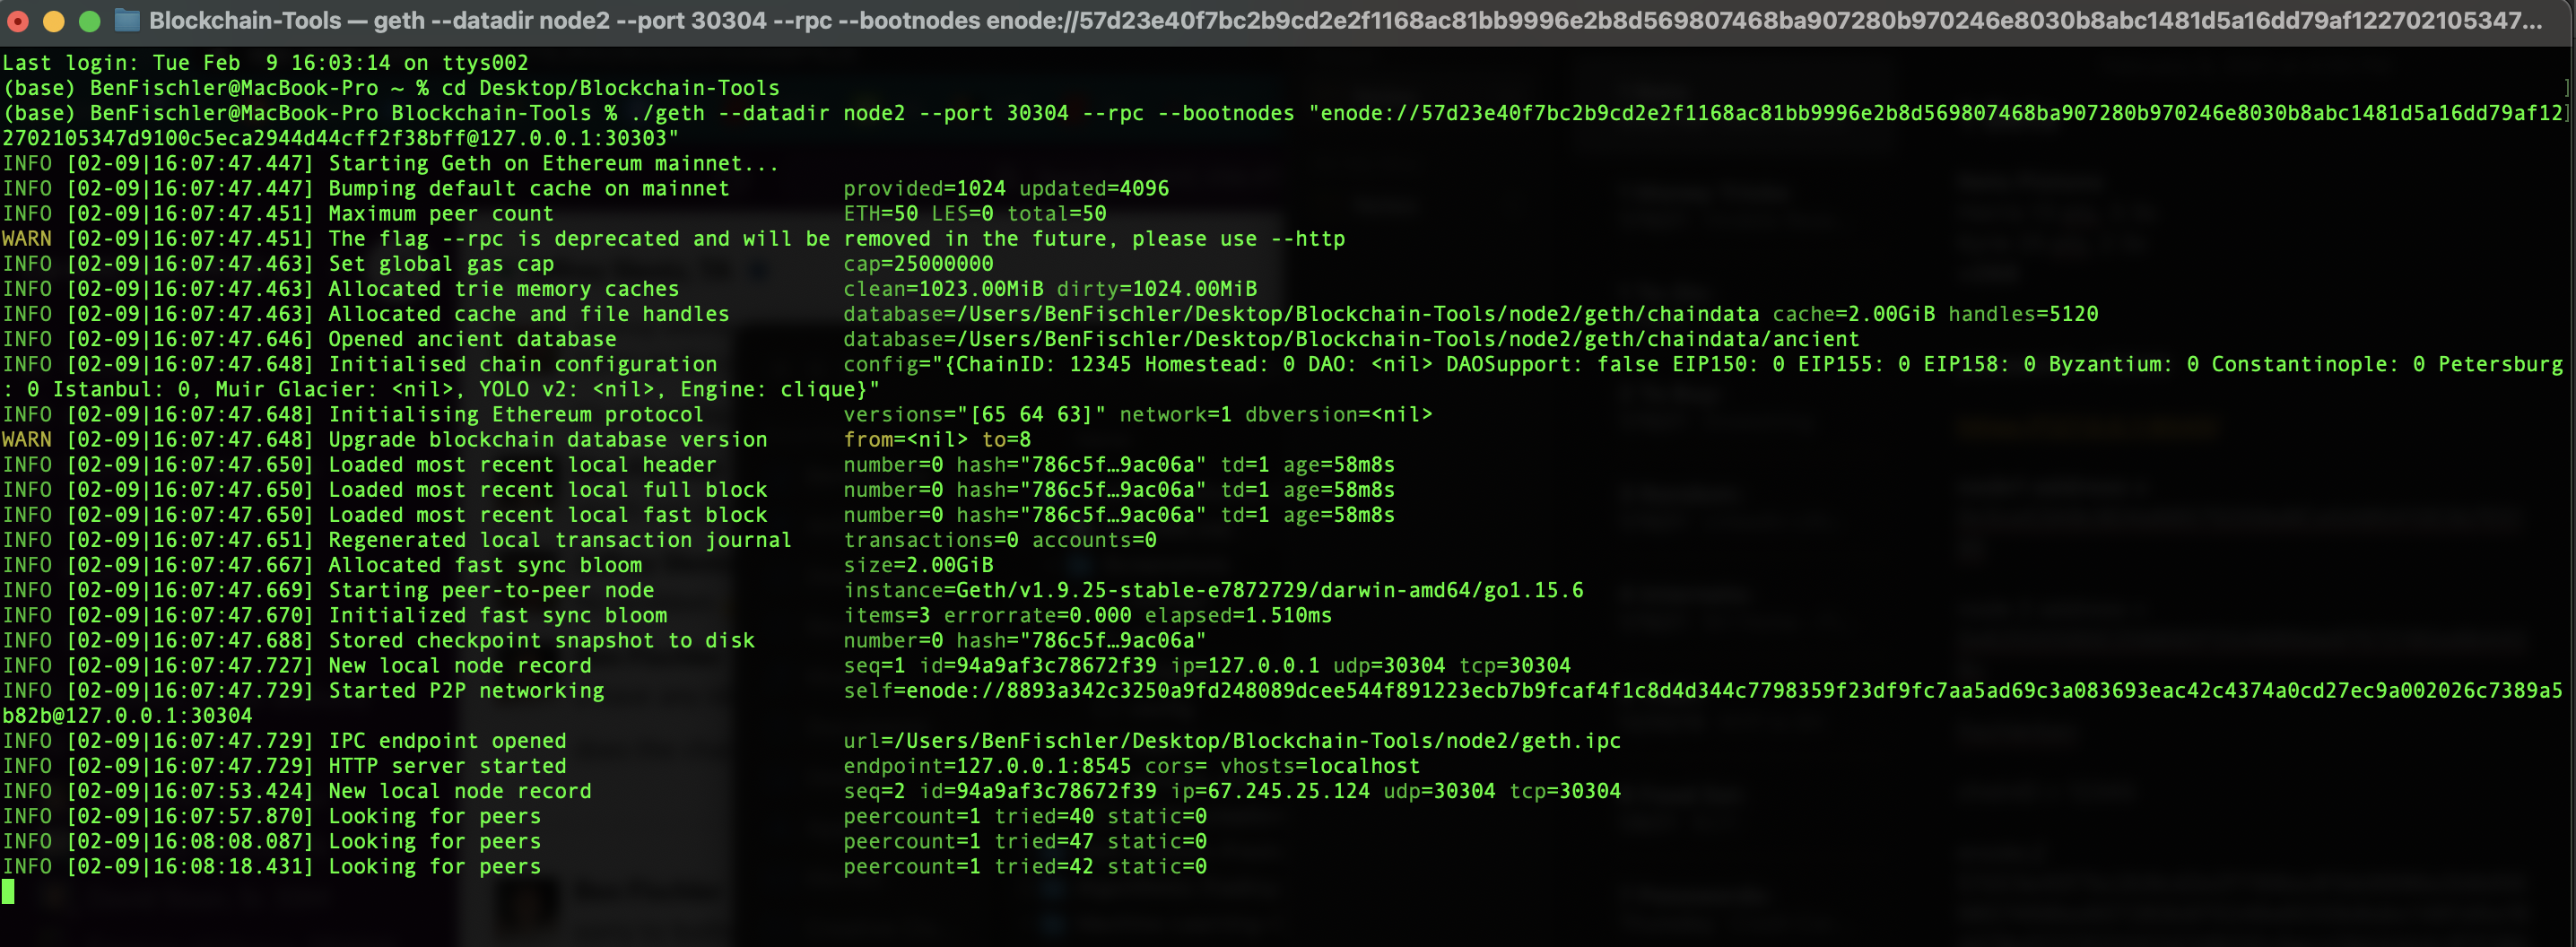 Blockchain-Tools — geth --datadir node2 --port 30304 --rpc --bootnodes enode://57d23e40f7bc2b9cd2e2f1168ac81bb9996e2b8d569807468ba907280b970246e8030b8abc1481d5a16dd79af122702105347...
Last login: Tue Feb  9 16:03:14 on ttys002
(base) BenFischler@MacBook-Pro ~ % cd Desktop/Blockchain-Tools
(base) BenFischler@MacBook-Pro Blockchain-Tools % ./geth --datadir node2 --port 30304 --rpc --bootnodes "enode://57d23e40f7bc2b9cd2e2f1168ac81bb9996e2b8d569807468ba907280b970246e8030b8abc1481d5a16dd79af12
2702105347d9100c5eca2944d44cff2f38bff@127.0.0.1:30303"
INFO [02-09|16:07:47.447] Starting Geth on Ethereum mainnet...
INFO [02-09|16:07:47.447] Bumping default cache on mainnet         provided=1024 updated=4096
INFO [02-09|16:07:47.451] Maximum peer count                       ETH=50 LES=0 total=50
WARN [02-09|16:07:47.451] The flag --rpc is deprecated and will be removed in the future, please use --http
INFO [02-09|16:07:47.463] Set global gas cap                       cap=25000000
INFO [02-09|16:07:47.463] Allocated trie memory caches             clean=1023.00MiB dirty=1024.00MiB
INFO [02-09|16:07:47.463] Allocated cache and file handles         database=/Users/BenFischler/Desktop/Blockchain-Tools/node2/geth/chaindata cache=2.00GiB handles=5120
INFO [02-09|16:07:47.646] Opened ancient database                  database=/Users/BenFischler/Desktop/Blockchain-Tools/node2/geth/chaindata/ancient
INFO [02-09|16:07:47.648] Initialised chain configuration          config="{ChainID: 12345 Homestead: 0 DAO: <nil> DAOSupport: false EIP150: 0 EIP155: 0 EIP158: 0 Byzantium: 0 Constantinople: 0 Petersburg
: 0 Istanbul: 0, Muir Glacier: <nil>, YOLO v2: <nil>, Engine: clique}"
INFO [02-09|16:07:47.648] Initialising Ethereum protocol           versions="[65 64 63]" network=1 dbversion=<nil>
WARN [02-09|16:07:47.648] Upgrade blockchain database version      from=<nil> to=8
INFO [02-09|16:07:47.650] Loaded most recent local header          number=0 hash="786c5f…9ac06a" td=1 age=58m8s
INFO [02-09|16:07:47.650] Loaded most recent local full block      number=0 hash="786c5f…9ac06a" td=1 age=58m8s
INFO [02-09|16:07:47.650] Loaded most recent local fast block      number=0 hash="786c5f…9ac06a" td=1 age=58m8s
INFO [02-09|16:07:47.651] Regenerated local transaction journal    transactions=0 accounts=0
INFO [02-09|16:07:47.667] Allocated fast sync bloom                size=2.00GiB
INFO [02-09|16:07:47.669] Starting peer-to-peer node               instance=Geth/v1.9.25-stable-e7872729/darwin-amd64/go1.15.6
INFO [02-09|16:07:47.670] Initialized fast sync bloom              items=3 errorrate=0.000 elapsed=1.510ms
INFO [02-09|16:07:47.688] Stored checkpoint snapshot to disk       number=0 hash="786c5f…9ac06a"
INFO [02-09|16:07:47.727] New local node record                    seq=1 id=94a9af3c78672f39 ip=127.0.0.1 udp=30304 tcp=30304
INFO [02-09|16:07:47.729] Started P2P networking                   self=enode://8893a342c3250a9fd248089dcee544f891223ecb7b9fcaf4f1c8d4d344c7798359f23df9fc7aa5ad69c3a083693eac42c4374a0cd27ec9a002026c7389a5
b82b@127.0.0.1:30304
INFO [02-09|16:07:47.729] IPC endpoint opened                      url=/Users/BenFischler/Desktop/Blockchain-Tools/node2/geth.ipc
INFO [02-09|16:07:47.729] HTTP server started                      endpoint=127.0.0.1:8545 cors= vhosts=localhost
INFO [02-09|16:07:53.424] New local node record                    seq=2 id=94a9af3c78672f39 ip=67.245.25.124 udp=30304 tcp=30304
INFO [02-09|16:07:57.870] Looking for peers                        peercount=1 tried=40 static=0
INFO [02-09|16:08:08.087] Looking for peers                        peercount=1 tried=47 static=0
INFO [02-09|16:08:18.431] Looking for peers                        peercount=1 tried=42 static=0